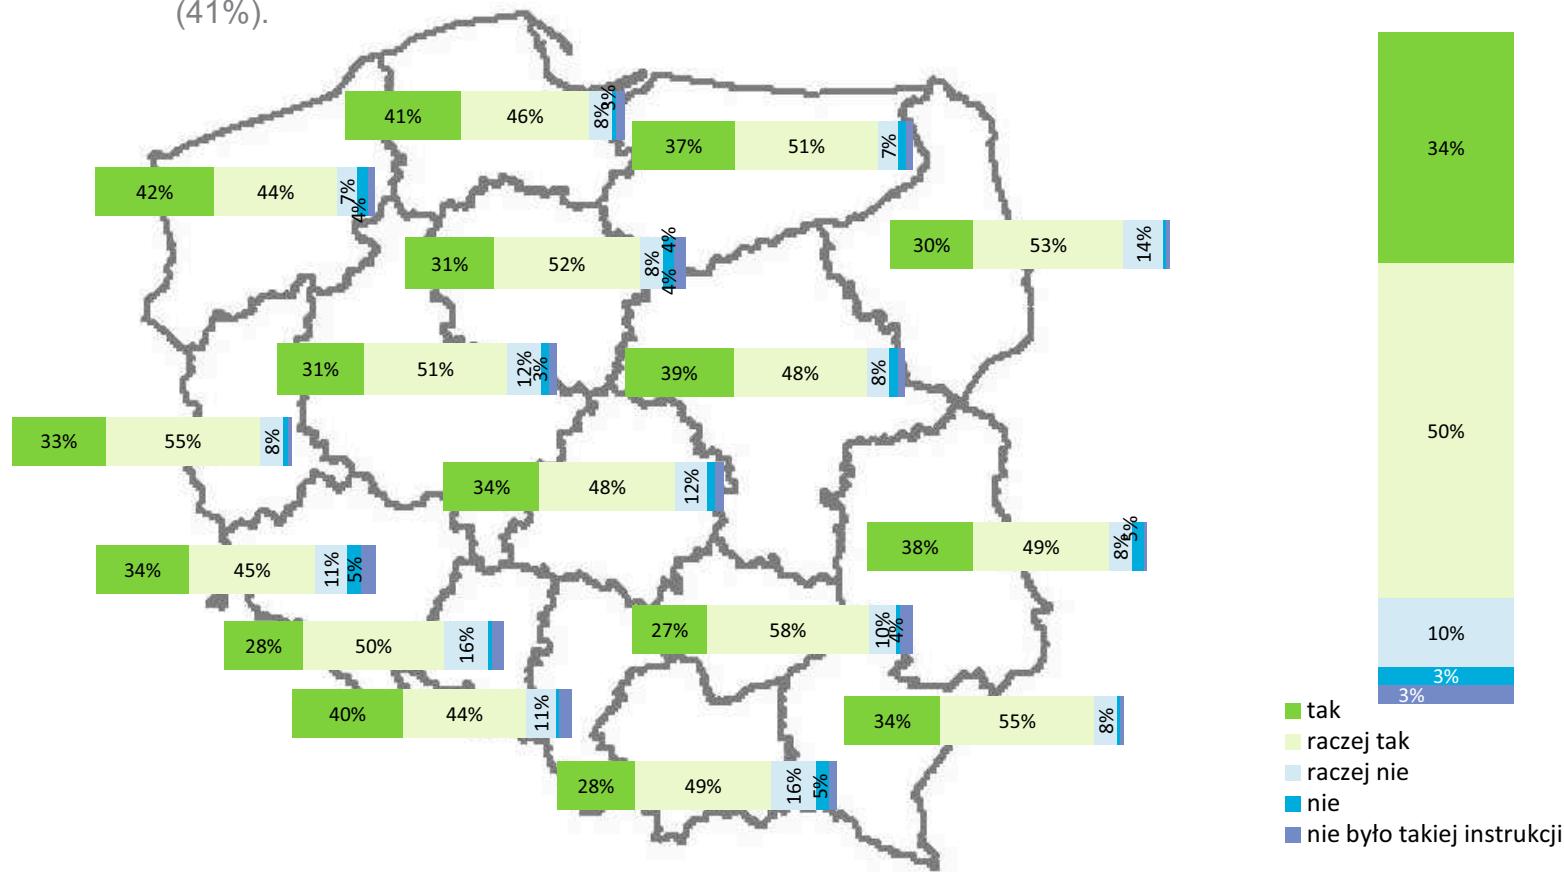 (41%).
41% 46% 8% 3%
37% 51% 7%
42% 44% 7% 4%
31% 52% 8% 4% 4%
30% 53% 14%
31% 51% 12% 3%
39% 48% 8%
33% 55% 8%
34% 48% 12%
38% 49% 8% 5%
34% 45% 11% 5%
27% 58% 10% 4%
28% 50% 16%
40% 44% 11%
34% 55% 8%
28% 49% 16% 5%
34%
50%
10%
3%
3%
tak
raczej tak
raczej nie
nie
nie było takiej instrukcji